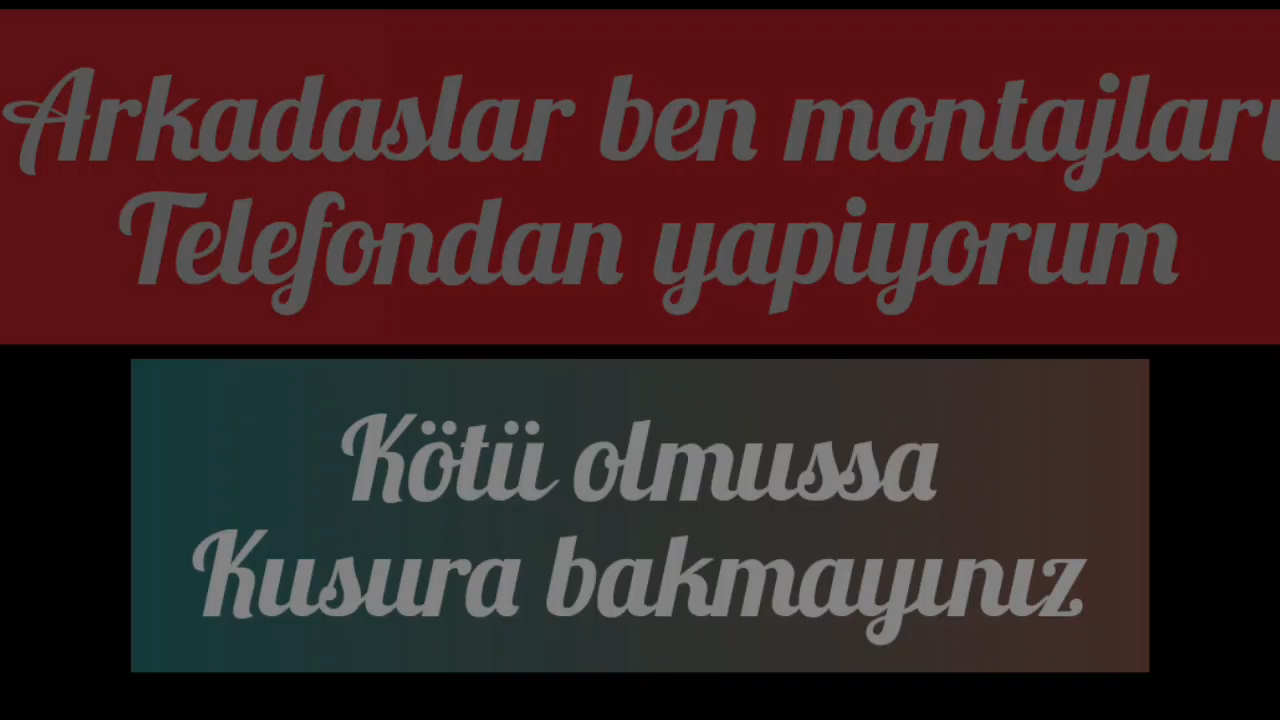 Arkadaslar ben montajları
Telefondan yapiyorum
Kötü olmussa
Kusura bakmayınız